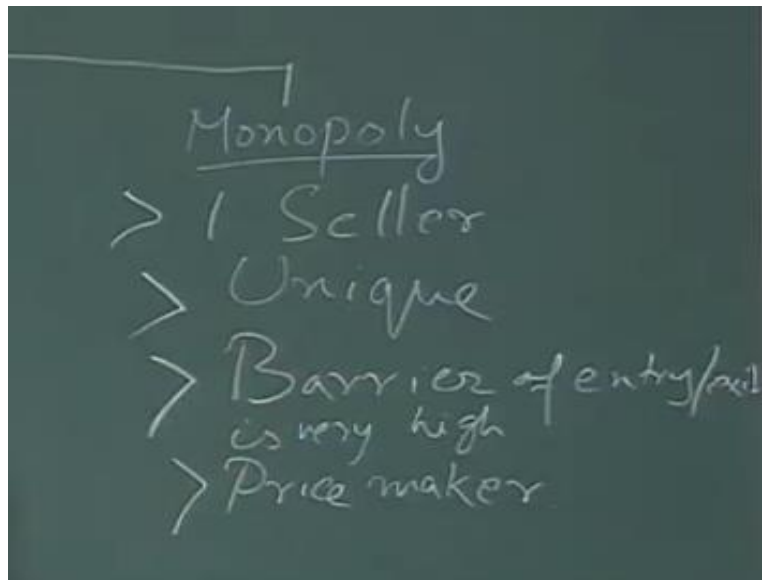 Monopoly
> 1 Seller
> Unique
> Barrier of entry/exit
is very high
> Price maker